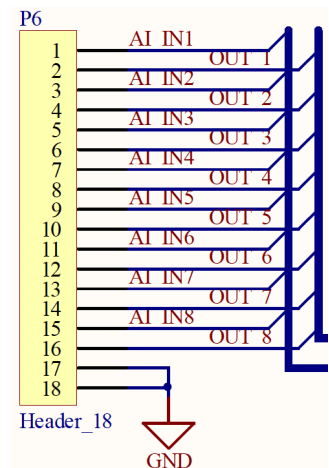 P6
1 AI_IN1
2 OUT_1
3 AI_IN2
4 OUT_2
5 AI_IN3
6 OUT_3
7 AI_IN4
8 OUT_4
9 AI_IN5
10 OUT_5
11 AI_IN6
12 OUT_6
13 AI_IN7
14 OUT_7
15 AI_IN8
16 OUT_8
17
18
Header_18
GND